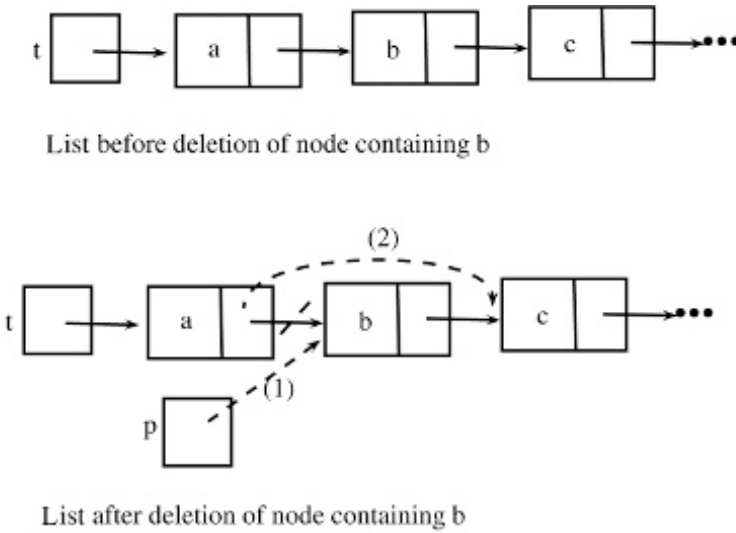 t a b c
List before deletion of node containing b
(2)
t a b c
(1)
p
List after deletion of node containing b